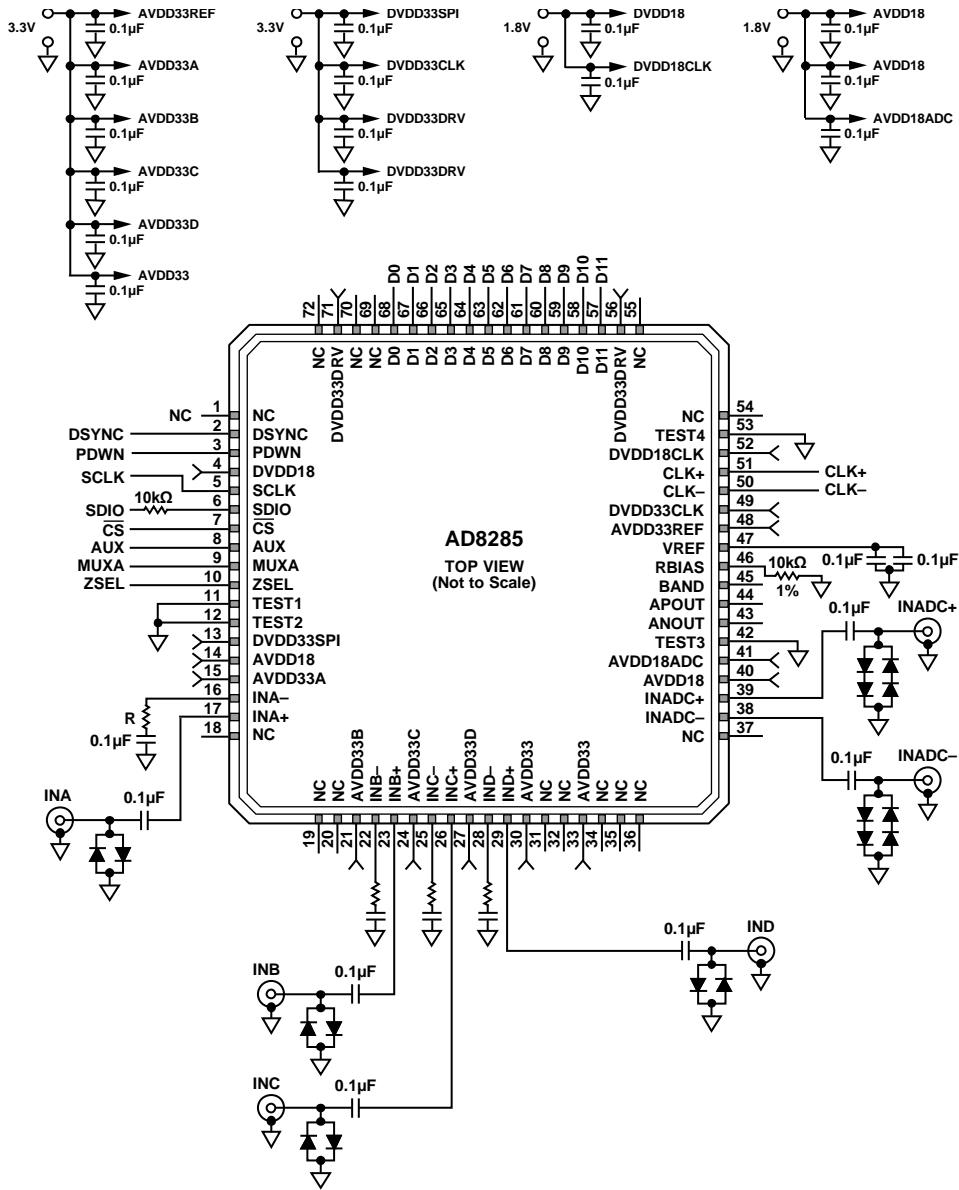 3.3V
AVDD33REF
0.1µF
AVDD33A
0.1µF
AVDD33B
0.1µF
AVDD33C
0.1µF
AVDD33D
0.1µF
AVDD33
0.1µF
3.3V
DVDD33SPI
0.1µF
DVDD33CLK
0.1µF
DVDD33DRV
0.1µF
DVDD33DRV
0.1µF
1.8V
DVDD18
0.1µF
DVDD18CLK
0.1µF
1.8V
AVDD18
0.1µF
AVDD18
0.1µF
AVDD18ADC
0.1µF
D0 D1 D2 D3 D4 D5 D6 D7 D8 D9 D10 D11
72 71 70 69 68 67 66 65 64 63 62 61 60 59 58 57 56 55
NC DVDD33DRV NC NC D0 D1 D2 D3 D4 D5 D6 D7 D8 D9 D10 D11 DVDD33DRV NC
NC 1 NC
DSYNC 2 DSYNC
PDWN 3 PDWN
4 DVDD18
SCLK 5 SCLK
SDIO 10kΩ 6 SDIO
CS 7 CS
AUX 8 AUX
MUXA 9 MUXA
ZSEL 10 ZSEL
11 TEST1
12 TEST2
13 DVDD33SPI
14 AVDD18
15 AVDD33A
16 INA–
R
17 INA+
0.1µF
18 NC
AD8285
TOP VIEW
(Not to Scale)
NC 54
TEST4 53
DVDD18CLK 52
CLK+ 51 CLK+
CLK– 50 CLK–
DVDD33CLK 49
AVDD33REF 48
VREF 47
0.1µF 0.1µF
RBIAS 46 10kΩ
1%
BAND 45
APOUT 44
ANOUT 43
TEST3 42
AVDD18ADC 41
AVDD18 40
INADC+ 39
INADC– 38
NC 37
0.1µF INADC+
0.1µF INADC–
NC NC AVDD33B INB– INB+ AVDD33C INC– INC+ AVDD33D IND– IND+ AVDD33 NC NC AVDD33 NC NC NC
19 20 21 22 23 24 25 26 27 28 29 30 31 32 33 34 35 36
INA 0.1µF
INB 0.1µF
INC 0.1µF
0.1µF IND